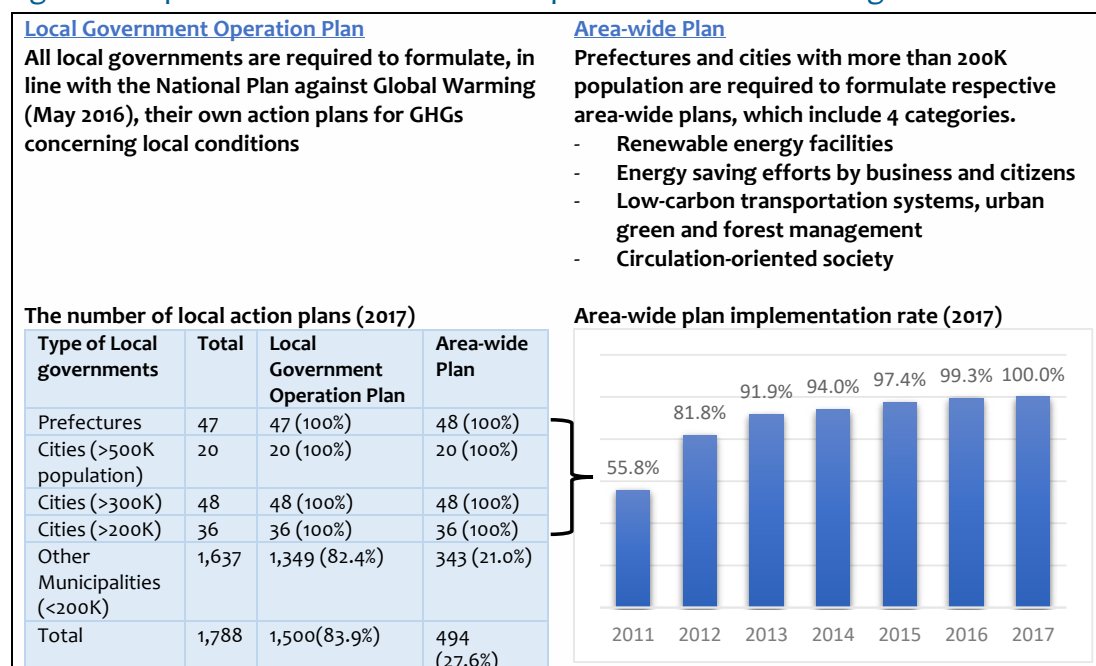 Local Government Operation Plan
All local governments are required to formulate, in
line with the National Plan against Global Warming
(May 2016), their own action plans for GHGs
concerning local conditions
Area-wide Plan
Prefectures and cities with more than 200K
population are required to formulate respective
area-wide plans, which include 4 categories.
- Renewable energy facilities
- Energy saving efforts by business and citizens
- Low-carbon transportation systems, urban
green and forest management
- Circulation-oriented society
The number of local action plans (2017)
Type of Local governments Total Local Government Operation Plan Area-wide Plan
Prefectures 47 47 (100%) 48 (100%)
Cities (>500K population) 20 20 (100%) 20 (100%)
Cities (>300K) 48 48 (100%) 48 (100%)
Cities (>200K) 36 36 (100%) 36 (100%)
Other Municipalities (<200K) 1,637 1,349 (82.4%) 343 (21.0%)
Total 1,788 1,500(83.9%) 494 (27.6%)
Area-wide plan implementation rate (2017)
55.8% 81.8% 91.9% 94.0% 97.4% 99.3% 100.0%
2011 2012 2013 2014 2015 2016 2017